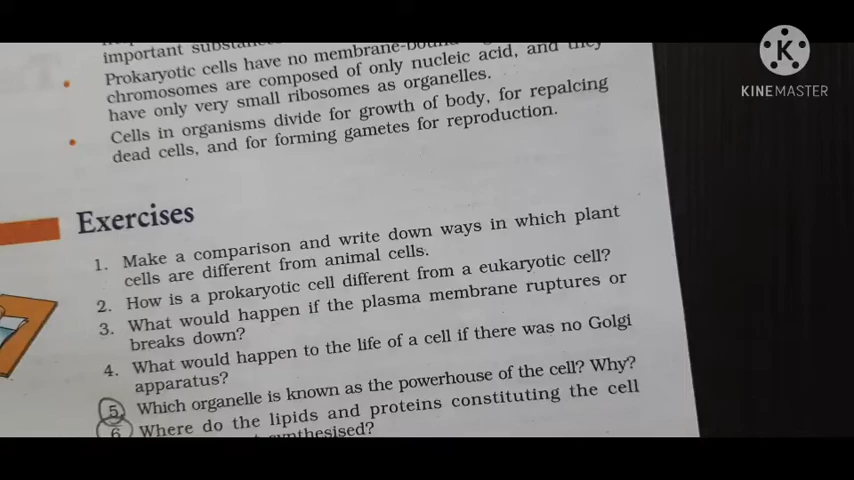 important
Prokaryotic cells have no
chromosomes are composed of only nucleic acid, and they
have only very small ribosomes as organelles.
Cells in organisms divide for growth of body, for repalcing
dead cells, and for forming gametes for reproduction.
Exercises
1. Make a comparison and write down ways in which plant
cells are different from animal cells.
2. How is a prokaryotic cell different from a eukaryotic cell?
3. What would happen if the plasma membrane ruptures or
breaks down?
4. What would happen to the life of a cell if there was no Golgi
apparatus?
5. Which organelle is known as the powerhouse of the cell? Why?
6. Where do the lipids and proteins constituting the cell
synthesised?
K
KINEMASTER